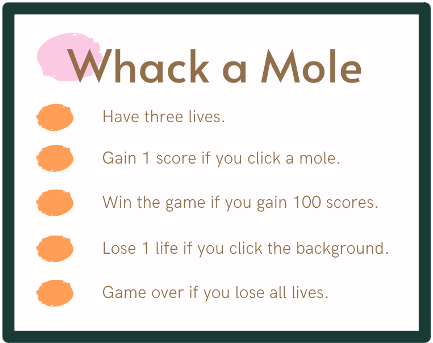 Whack a Mole
Have three lives.
Gain 1 score if you click a mole.
Win the game if you gain 100 scores.
Lose 1 life if you click the background.
Game over if you lose all lives.